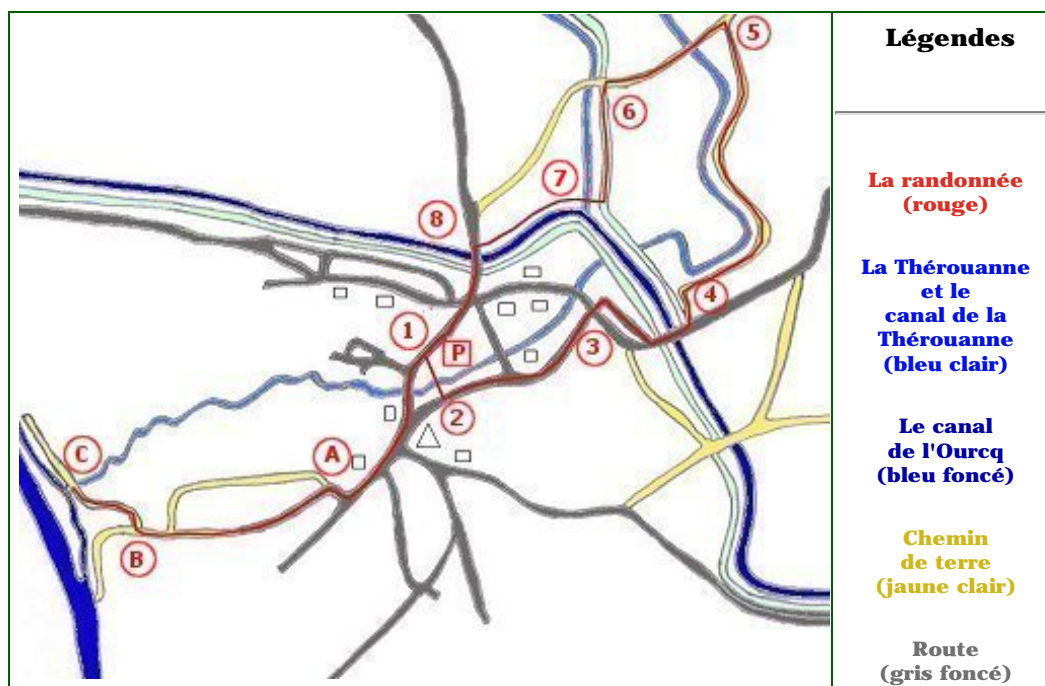 5
6
7
8
4
1
P
3
2
C
A
B
Légendes
La randonnée
(rouge)
La Thérouanne
et le
canal de la
Thérouanne
(bleu clair)
Le canal
de l'Ourcq
(bleu foncé)
Chemin
de terre
(jaune clair)
Route
(gris foncé)